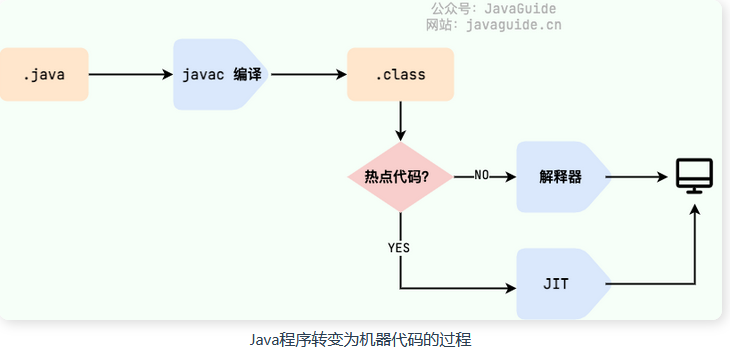 公众号：JavaGuide
网站：javaguide.cn
.java
javac 编译
.class
热点代码？
NO
解释器
YES
JIT
Java程序转变为机器代码的过程